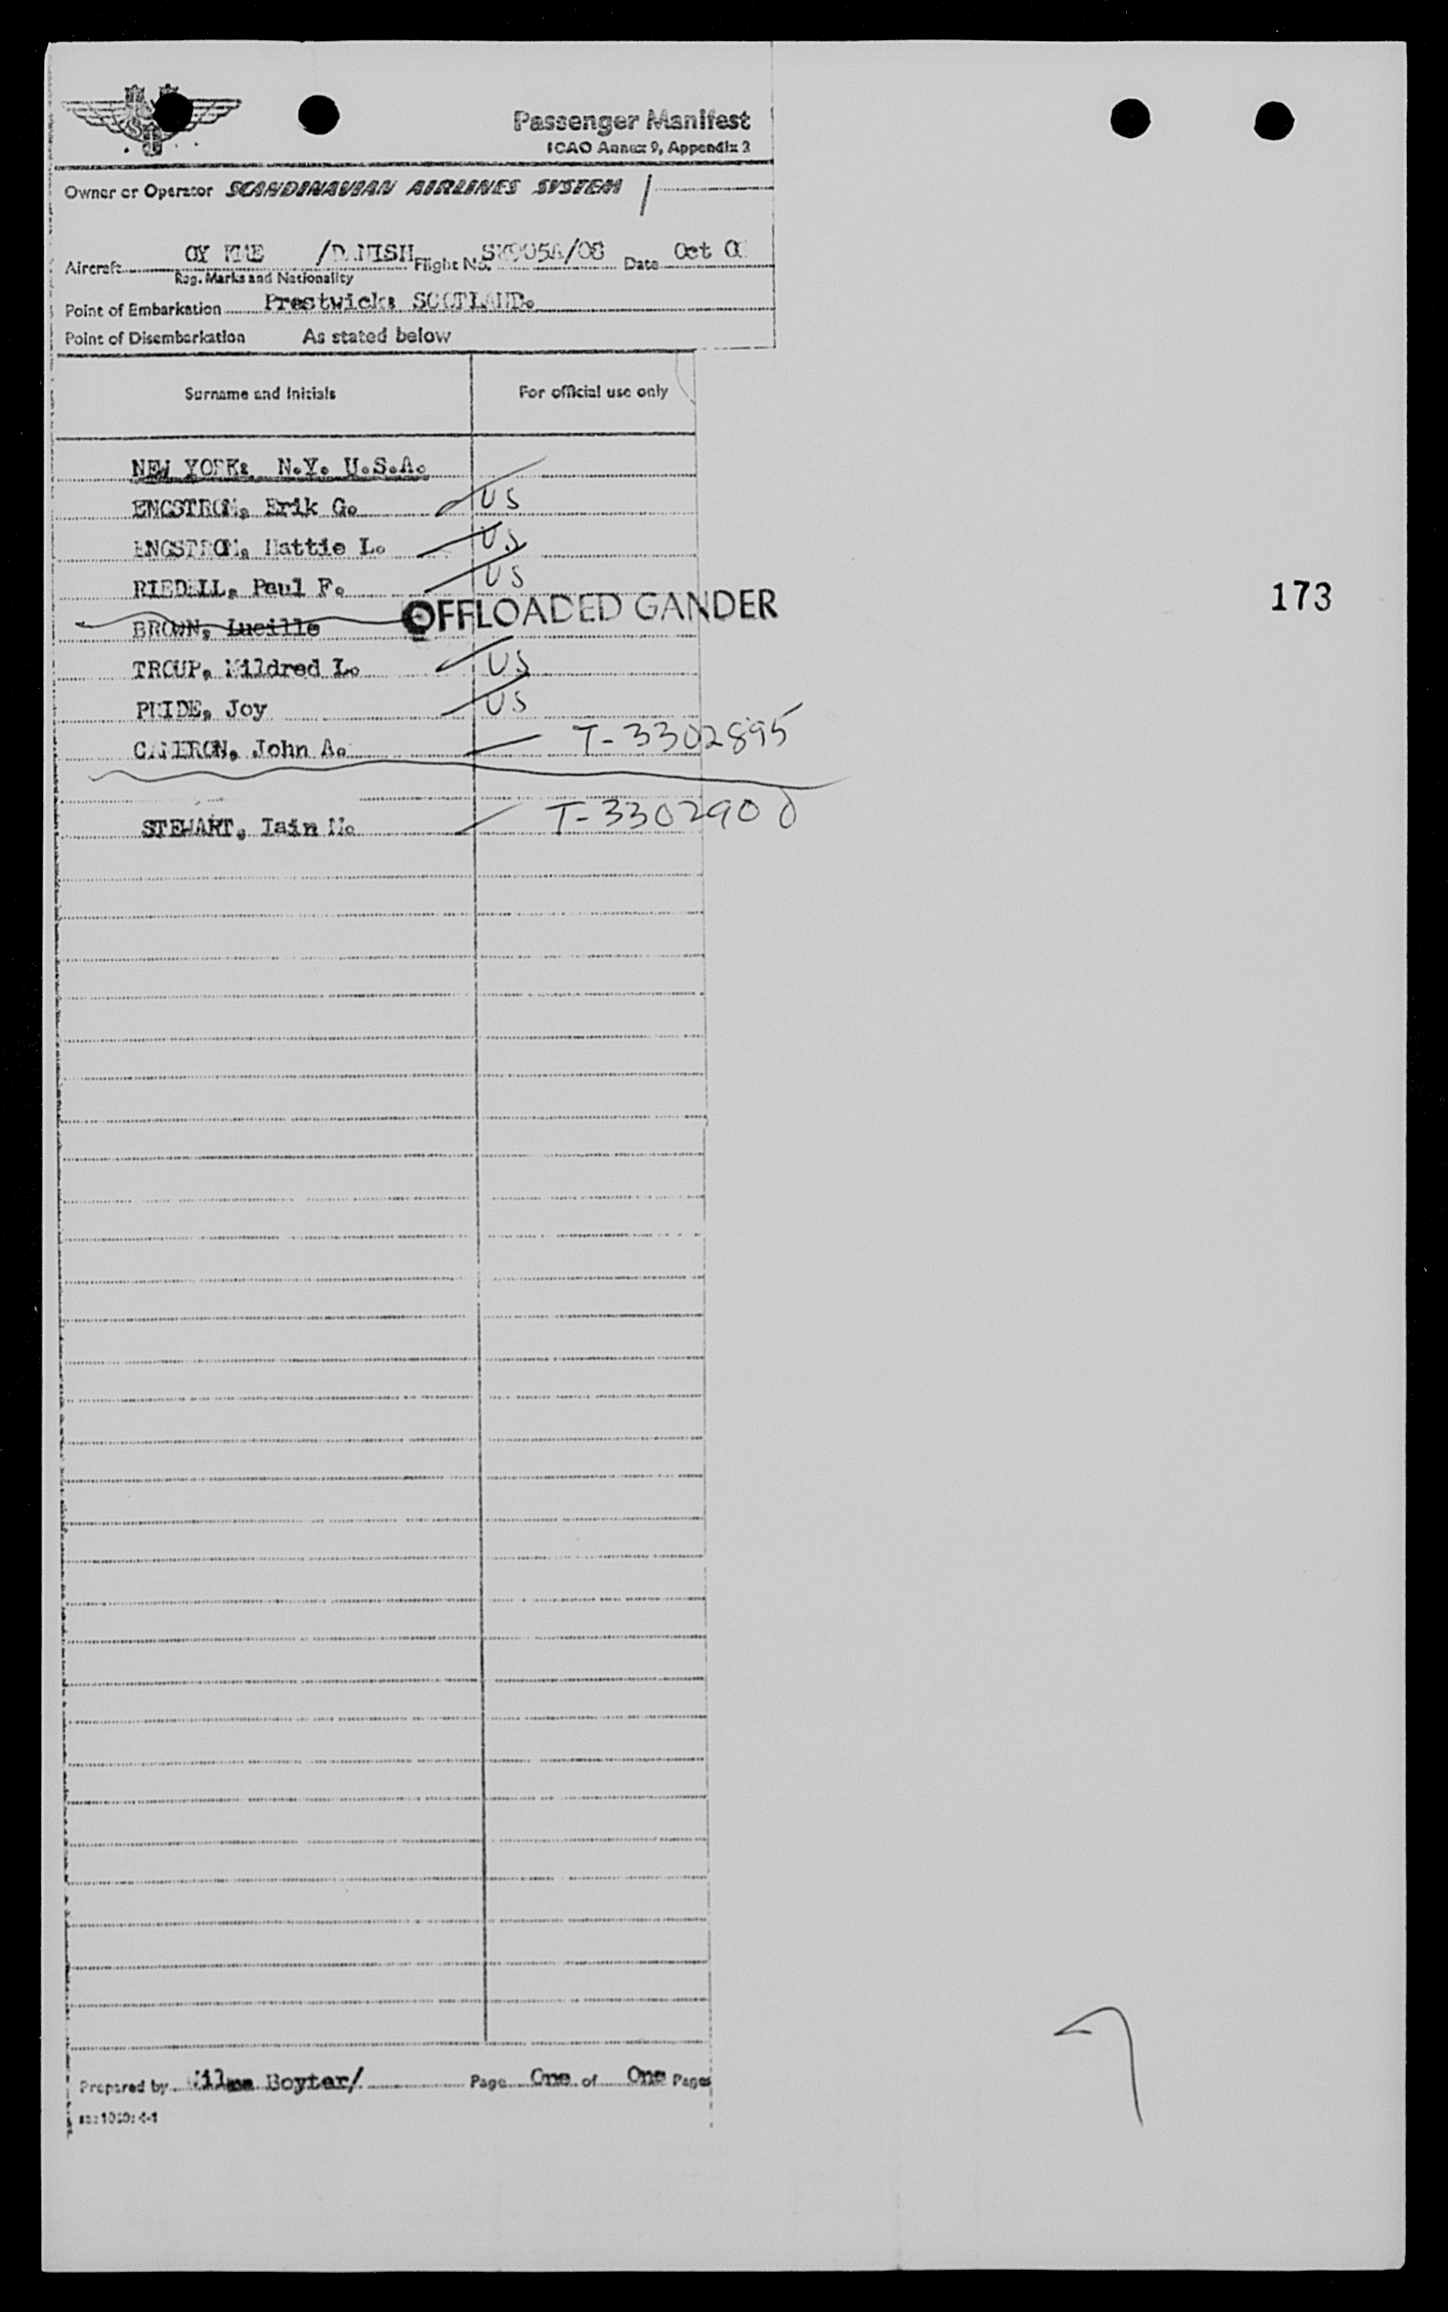 Passenger Manifest
ICAO Annex 9, Appendix 2
Owner or Operator SCANDINAVIAN AIRLINES SYSTEM /
Aircraft OY /DANISH Flight No. Date Oct
Reg. Marks and Nationality
Point of Embarkation Prestwick: SCOTLAND.
Point of Disembarkation As stated below
Surname and Initials For official use only
NEW YORK: N.Y. U.S.A.
ENGSTROM, Erik G. US
ENGSTROM, Hattie L. US
RIEDELL, Paul F. US
BROWN, Lucille OFFLOADED GANDER
173
TROUP, Mildred L. US
PRIDE, Joy US
CAMERON, John A. T-3302895
STEWART, Iain M. T-3302900
Prepared by Wilma Boyter/ Page One of One Pages